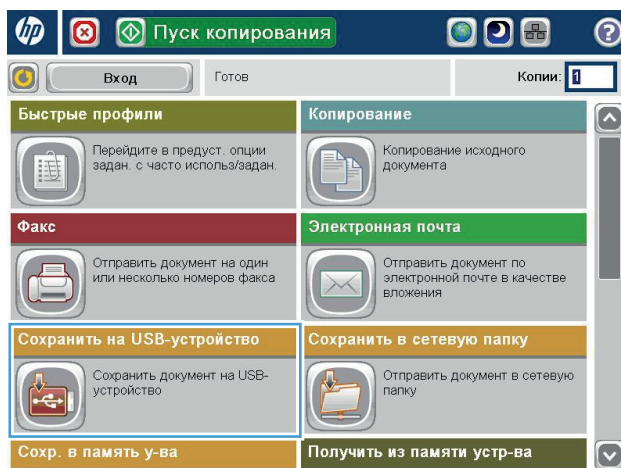 hp
Пуск копирования
?
Вход
Готов
Копии: 1
Быстрые профили
Перейдите в предуст. опции
задан. с часто использ/задан.
Копирование
Копирование исходного
документа
Факс
Отправить документ на один
или несколько номеров факса
Электронная почта
Отправить документ по
электронной почте в качестве
вложения
Сохранить на USB-устройство
Сохранить документ на USB-
устройство
Сохранить в сетевую папку
Отправить документ в сетевую
папку
Сохр. в память у-ва
Получить из памяти устр-ва